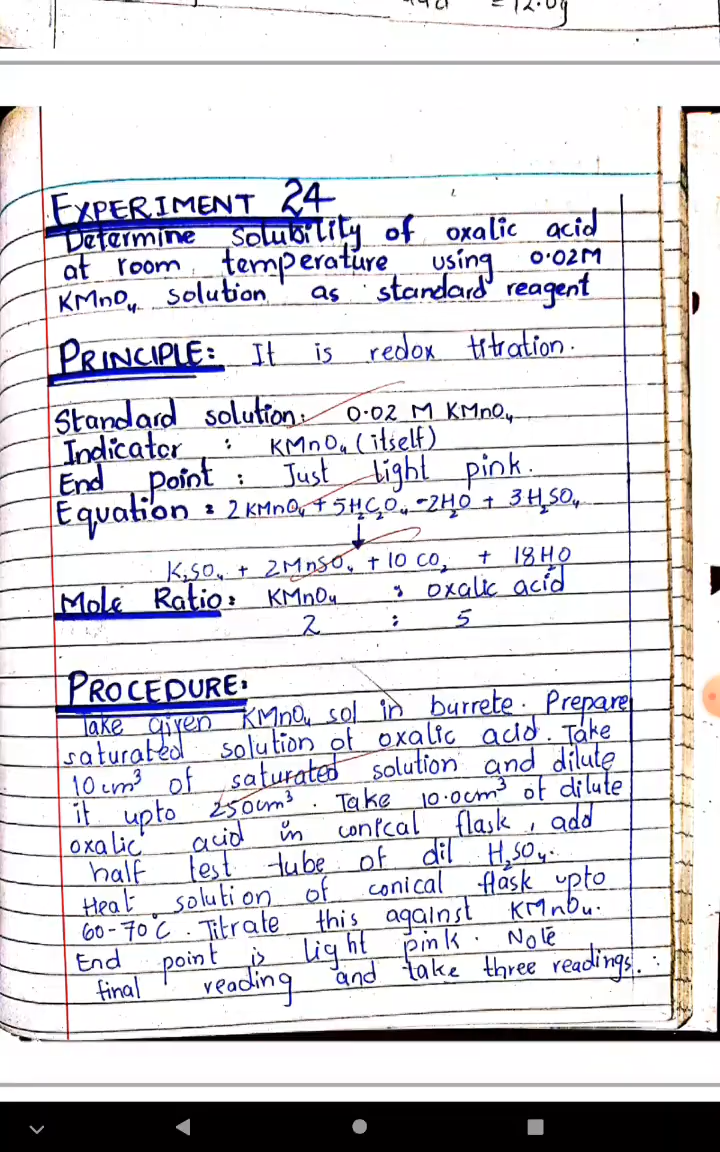 = 12.0g
EXPERIMENT 24
Determine solubility of oxalic acid
at room temperature using 0.02M
KMnO₄ solution as standard reagent
PRINCIPLE: It is redox titration.
Standard solution: 0.02 M KMnO₄
Indicator : KMnO₄ (itself)
End point : Just light pink.
Equation : 2KMnO₄ + 5H₂C₂O₄-2H₂O + 3H₂SO₄
↓
K₂SO₄ + 2MnSO₄ + 10 CO₂ + 18H₂O
Mole Ratio: KMnO₄ : oxalic acid
2 : 5
PROCEDURE:
Take given KMnO₄ sol in burrete. Prepare
saturated solution of oxalic acid. Take
10cm³ of saturated solution and dilute
it upto 250cm³. Take 10.0cm³ of dilute
oxalic acid in conical flask, add
half test tube of dil H₂SO₄.
Heat solution of conical flask upto
60-70°C. Titrate this against KMnO₄.
End point is light pink. Note
final reading and take three readings.